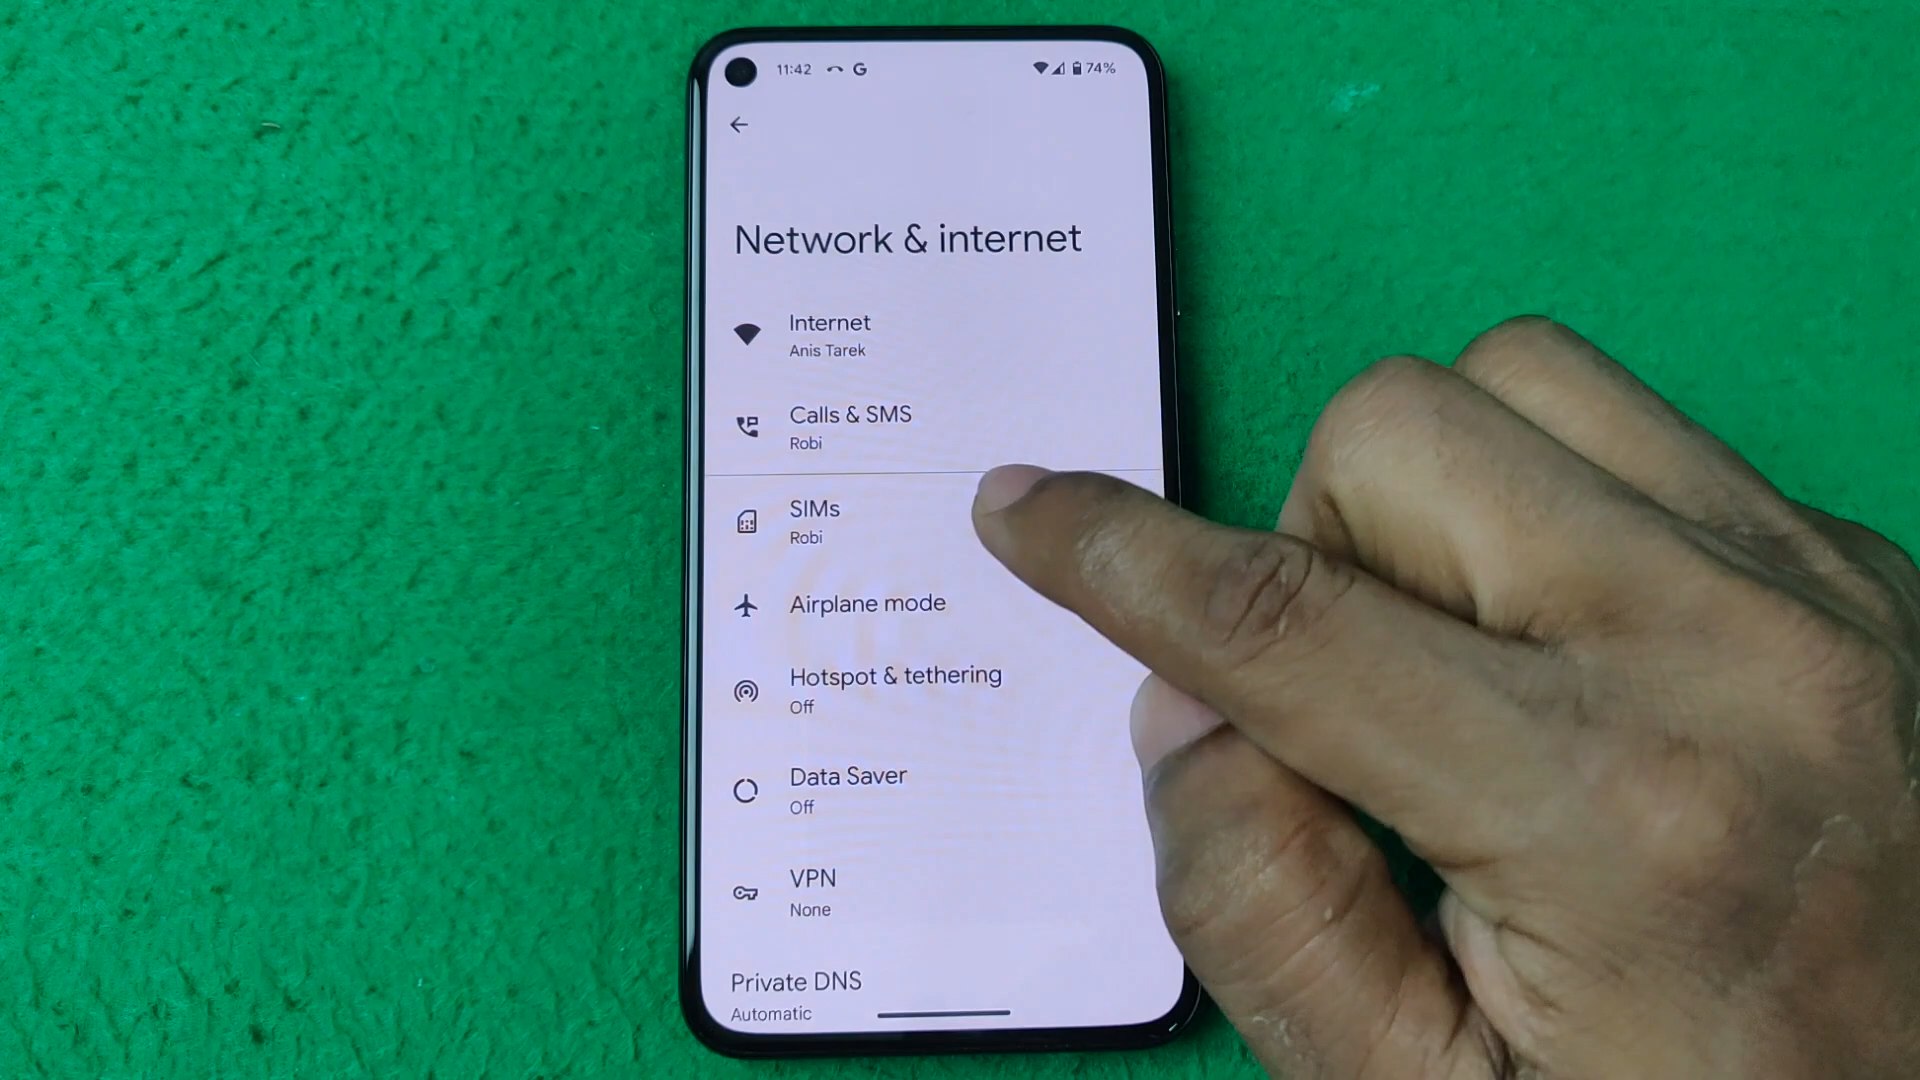 11:42 G 74%
Network & internet
Internet
Anis Tarek
Calls & SMS
Robi
SIMs
Robi
Airplane mode
Hotspot & tethering
Off
Data Saver
Off
VPN
None
Private DNS
Automatic